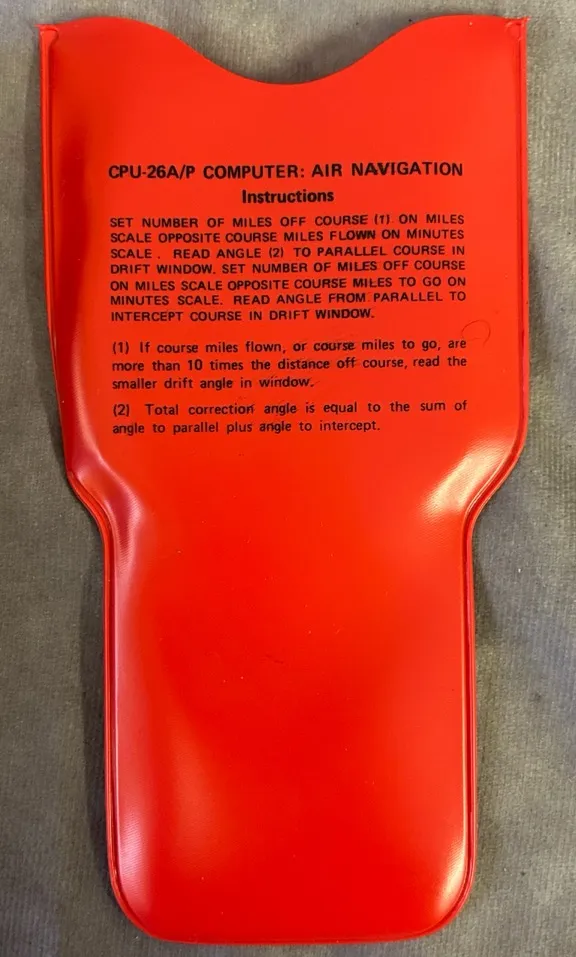 CPU-26A/P COMPUTER: AIR NAVIGATION
Instructions
SET NUMBER OF MILES OFF COURSE (1) ON MILES
SCALE OPPOSITE COURSE MILES FLOWN ON MINUTES
SCALE . READ ANGLE (2) TO PARALLEL COURSE IN
DRIFT WINDOW. SET NUMBER OF MILES OFF COURSE
ON MILES SCALE OPPOSITE COURSE MILES TO GO ON
MINUTES SCALE. READ ANGLE FROM PARALLEL TO
INTERCEPT COURSE IN DRIFT WINDOW.
(1) If course miles flown, or course miles to go, are
more than 10 times the distance off course, read the
smaller drift angle in window.
(2) Total correction angle is equal to the sum of
angle to parallel plus angle to intercept.